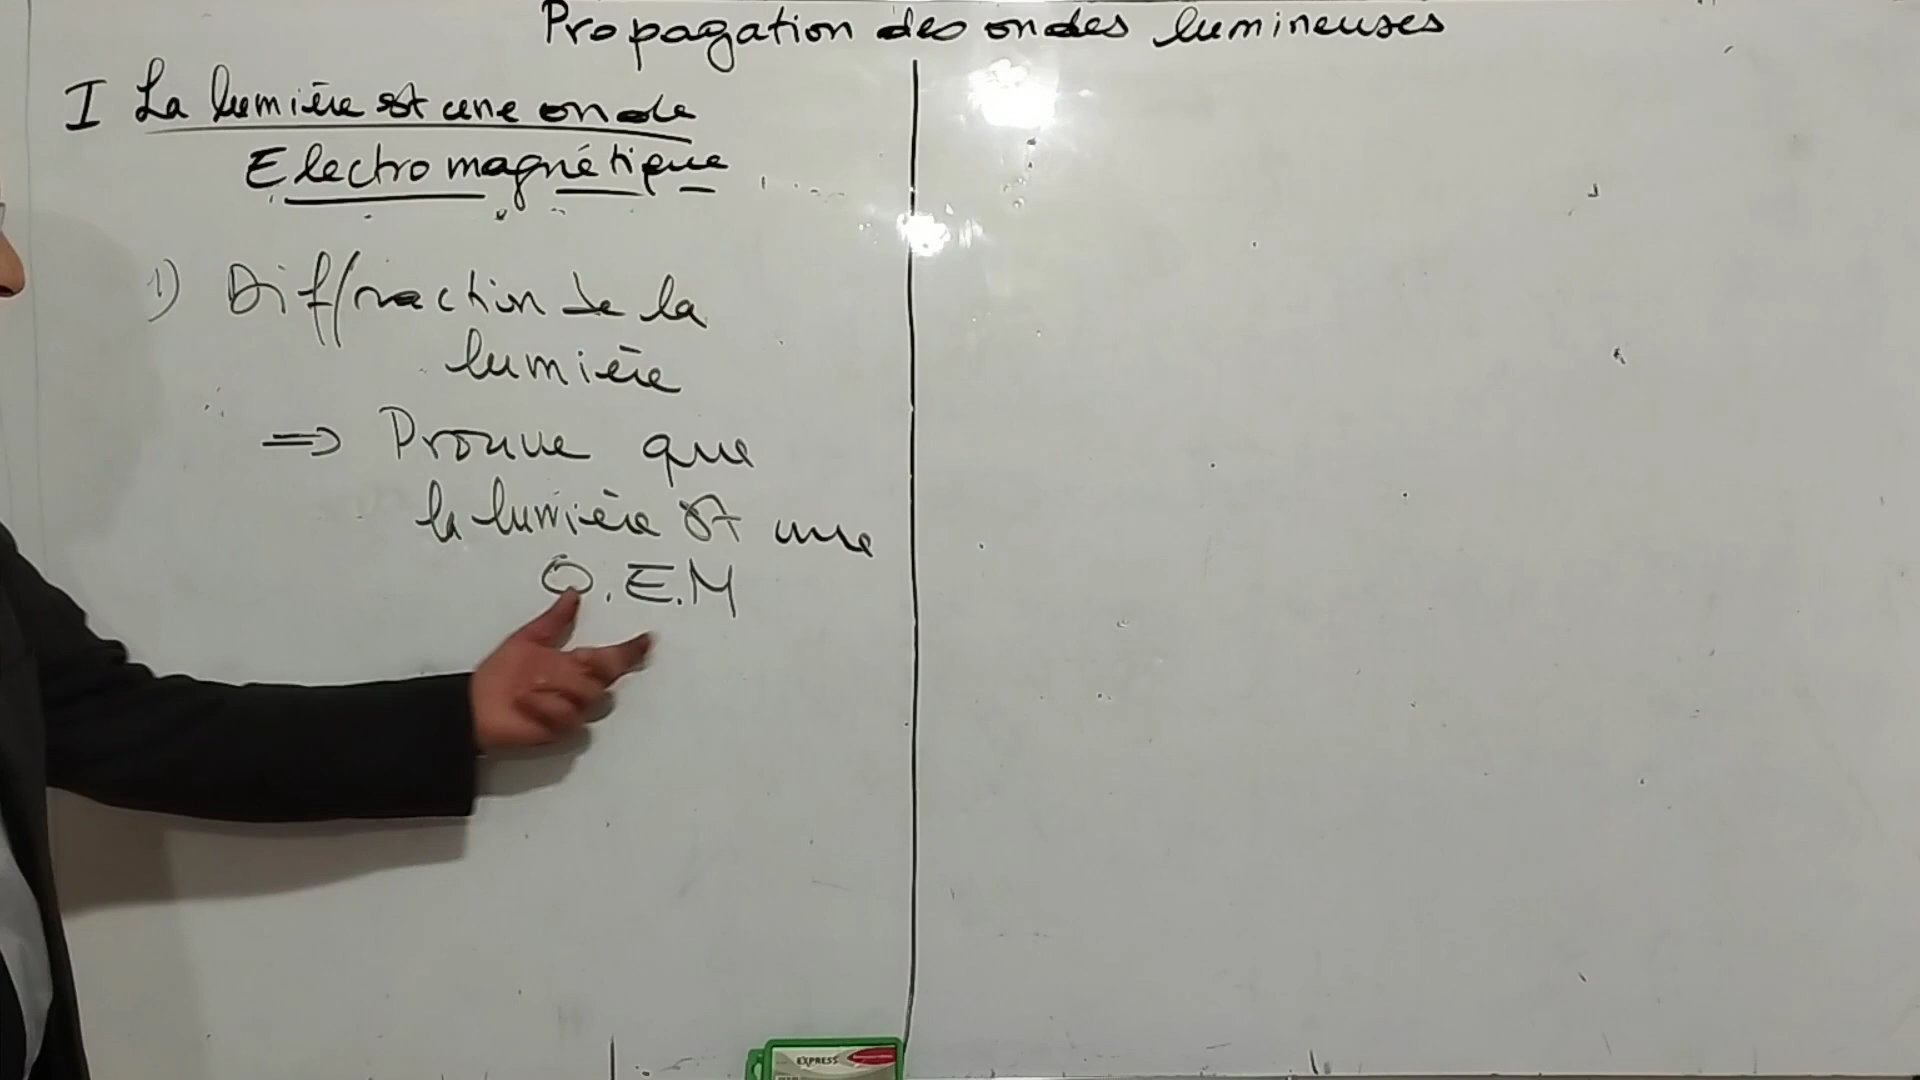 Propagation des ondes lumineuses
I La lumière est une onde
Electromagnétique
1) Diffraction de la
lumière
⇒ Prouve que
la lumière est une
O.E.M
EXPRESS